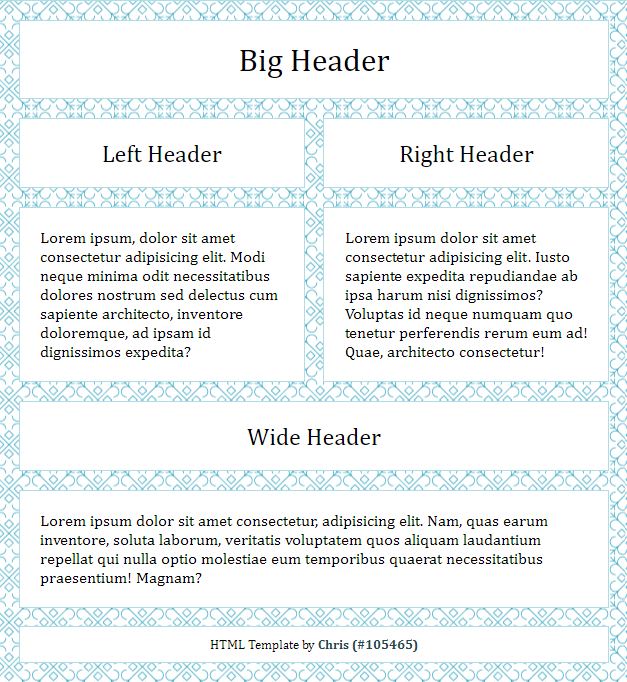 Big Header
Left Header
Right Header
Lorem ipsum, dolor sit amet
consectetur adipisicing elit. Modi
neque minima odit necessitatibus
dolores nostrum sed delectus cum
sapiente architecto, inventore
doloremque, ad ipsam id
dignissimos expedita?
Lorem ipsum dolor sit amet
consectetur adipisicing elit. Iusto
sapiente expedita repudiandae ab
ipsa harum nisi dignissimos?
Voluptas id neque numquam quo
tenetur perferendis rerum eum ad!
Quae, architecto consectetur!
Wide Header
Lorem ipsum dolor sit amet consectetur, adipisicing elit. Nam, quas earum
inventore, soluta laborum, veritatis voluptatem quos aliquam laudantium
repellat qui nulla optio molestiae eum temporibus quaerat necessitatibus
praesentium! Magnam?
HTML Template by Chris (#105465)